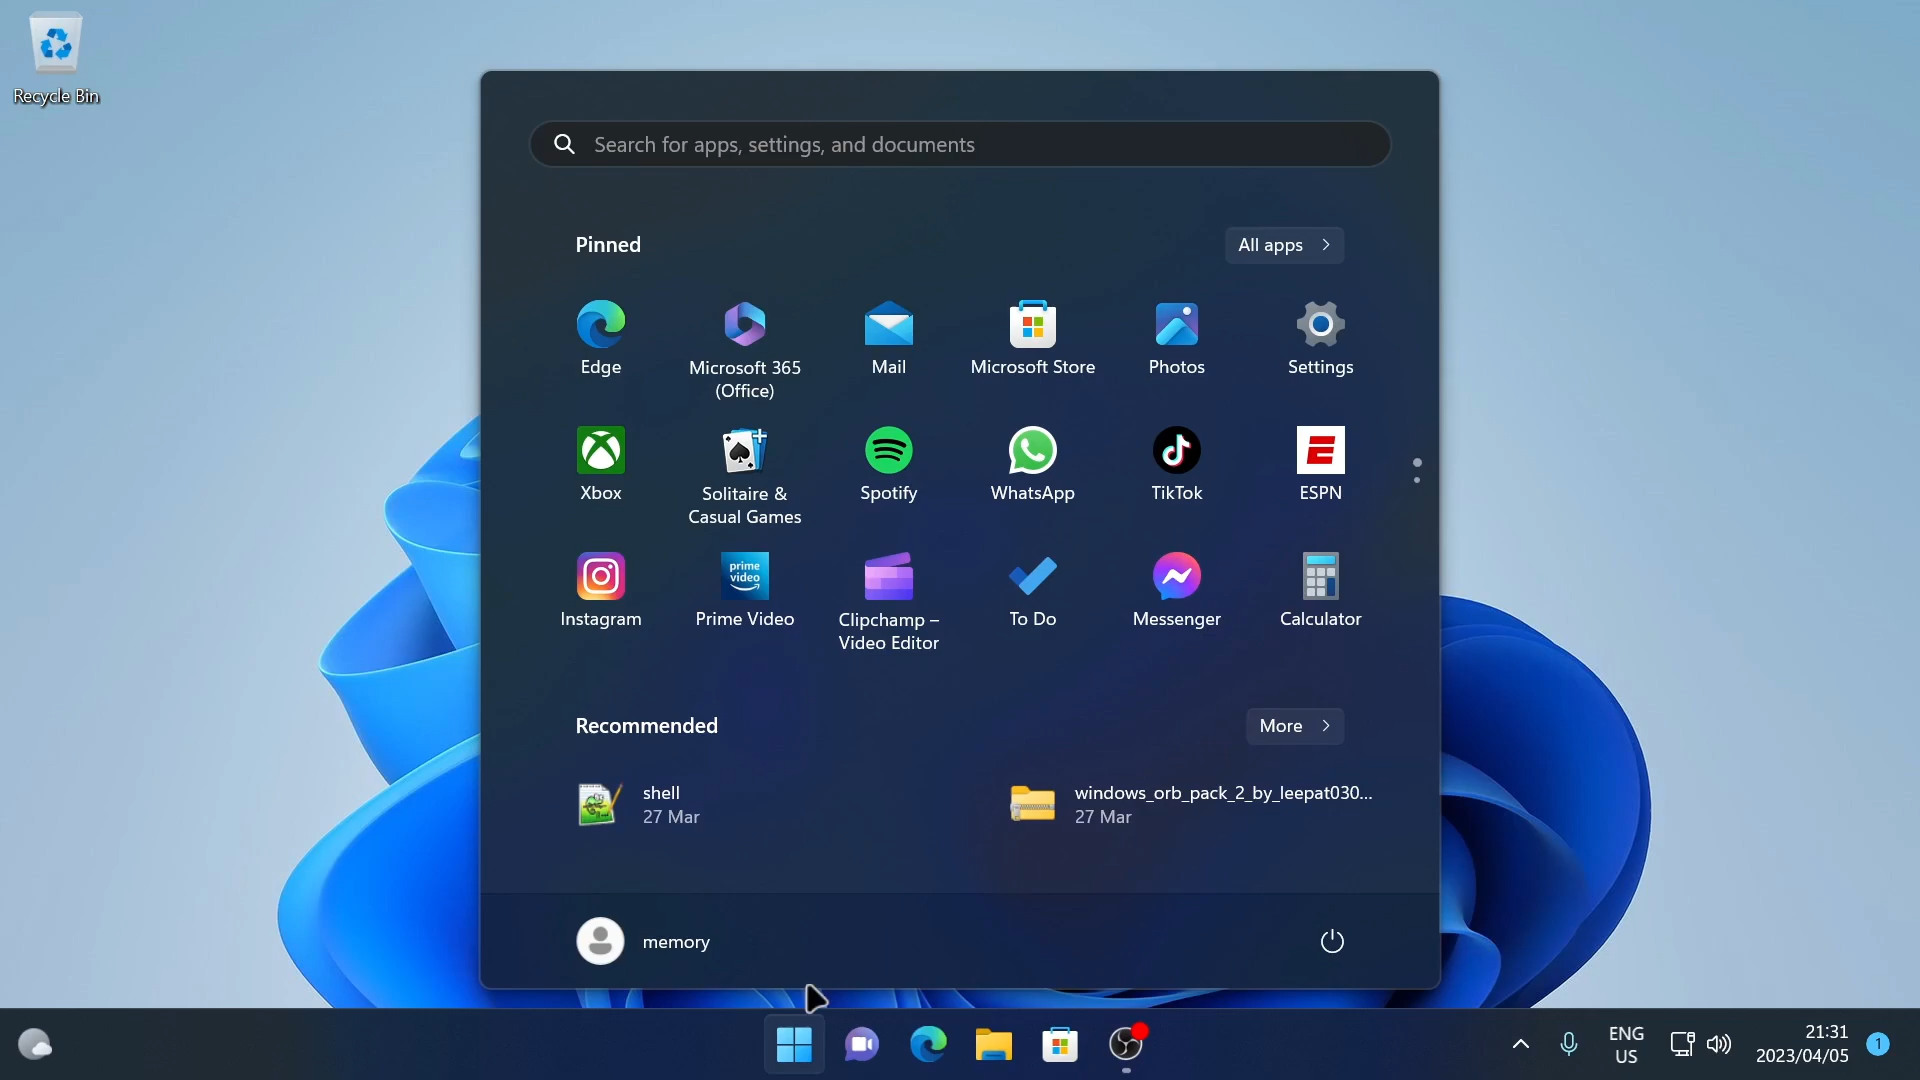 Recycle Bin
Search for apps, settings, and documents
Pinned
All apps
Edge
Microsoft 365
(Office)
Mail
Microsoft Store
Photos
Settings
Xbox
Solitaire &
Casual Games
Spotify
WhatsApp
TikTok
ESPN
prime
video
Instagram
Prime Video
Clipchamp –
Video Editor
To Do
Messenger
Calculator
Recommended
More
shell
27 Mar
windows_orb_pack_2_by_leepat030...
27 Mar
memory
ENG
US
21:31
2023/04/05
1